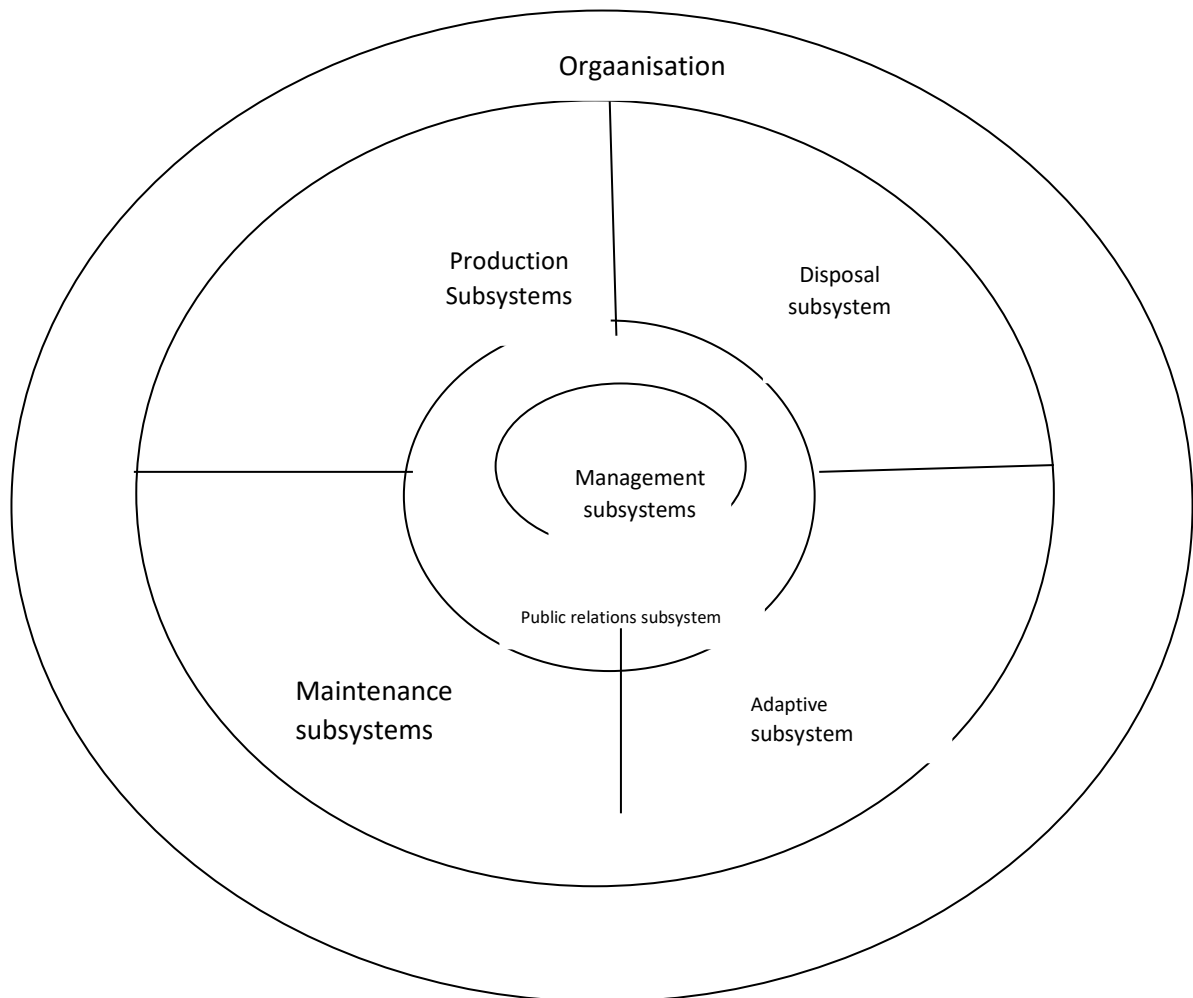 Orgaanisation
Production
Subsystems
Disposal
subsystem
Management
subsystems
Public relations subsystem
Maintenance
subsystems
Adaptive
subsystem